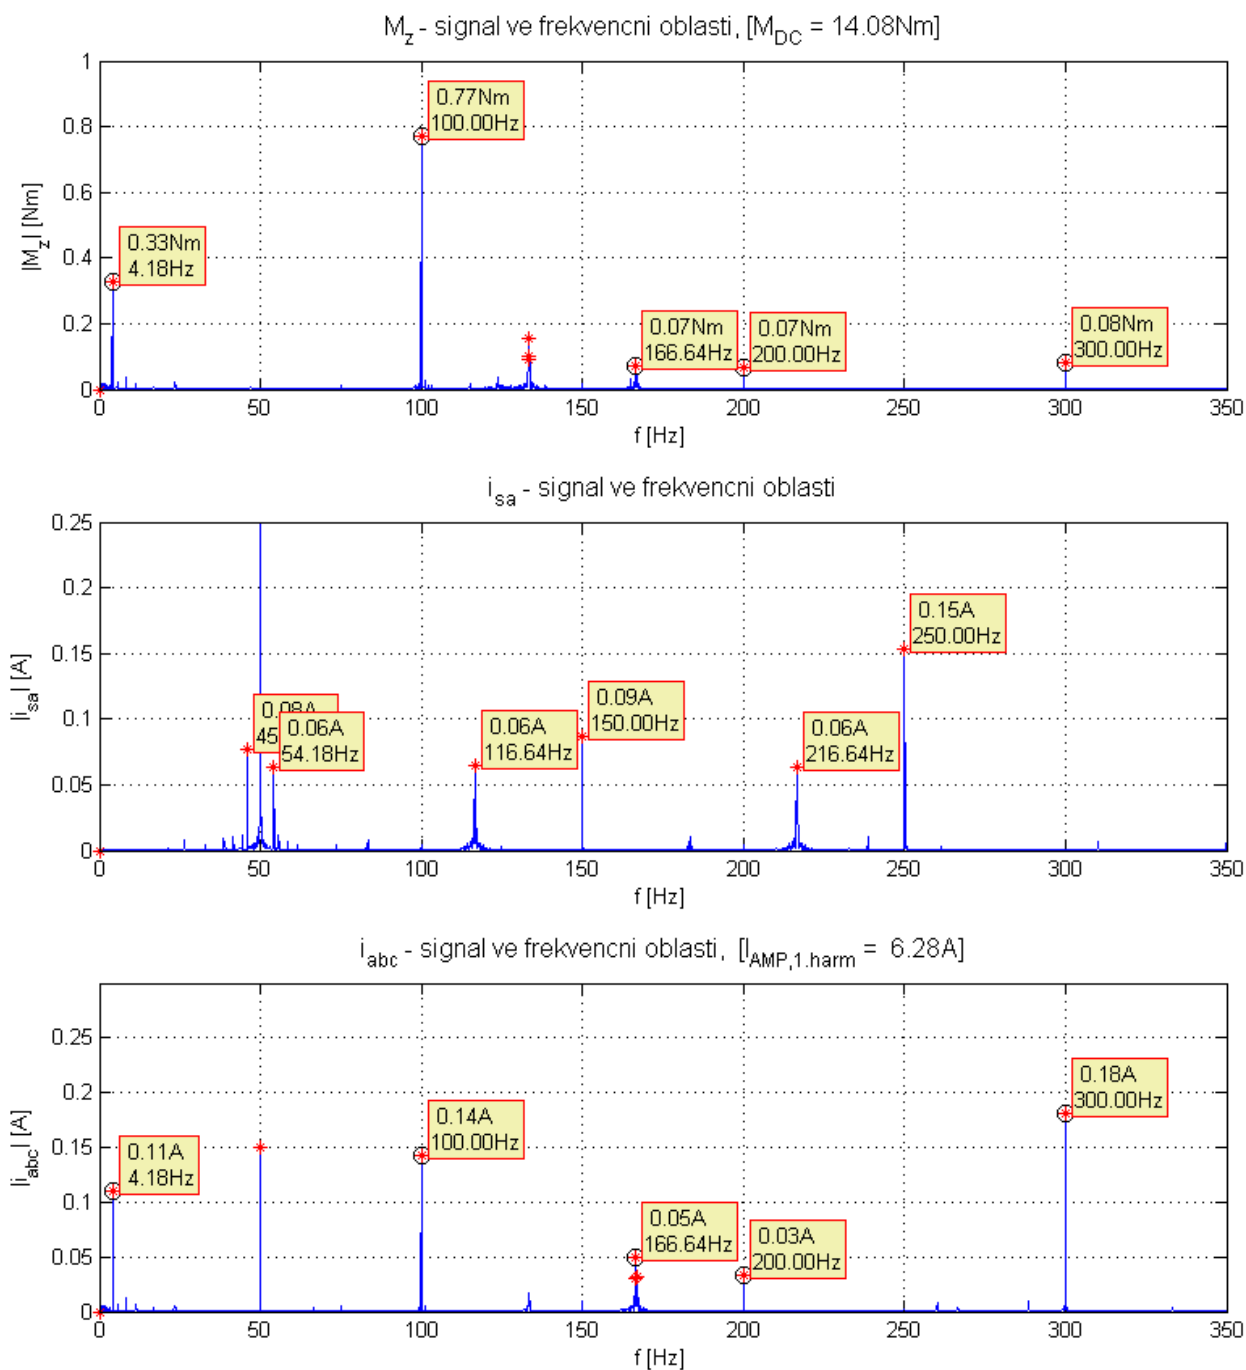 M_z - signal ve frekvencni oblasti, [M_DC = 14.08Nm]
|M_z| [Nm]
1
0.8
0.6
0.4
0.2
0
0.33Nm
4.18Hz
0.77Nm
100.00Hz
0.07Nm
166.64Hz
0.07Nm
200.00Hz
0.08Nm
300.00Hz
0 50 100 150 200 250 300 350
f [Hz]
i_sa - signal ve frekvencni oblasti
|i_sa| [A]
0.25
0.2
0.15
0.1
0.05
0
0.08A
45
0.06A
54.18Hz
0.06A
116.64Hz
0.09A
150.00Hz
0.06A
216.64Hz
0.15A
250.00Hz
0 50 100 150 200 250 300 350
f [Hz]
i_abc - signal ve frekvencni oblasti, [I_AMP,1.harm = 6.28A]
|i_abc| [A]
0.25
0.2
0.15
0.1
0.05
0
0.11A
4.18Hz
0.14A
100.00Hz
0.05A
166.64Hz
0.03A
200.00Hz
0.18A
300.00Hz
0 50 100 150 200 250 300 350
f [Hz]